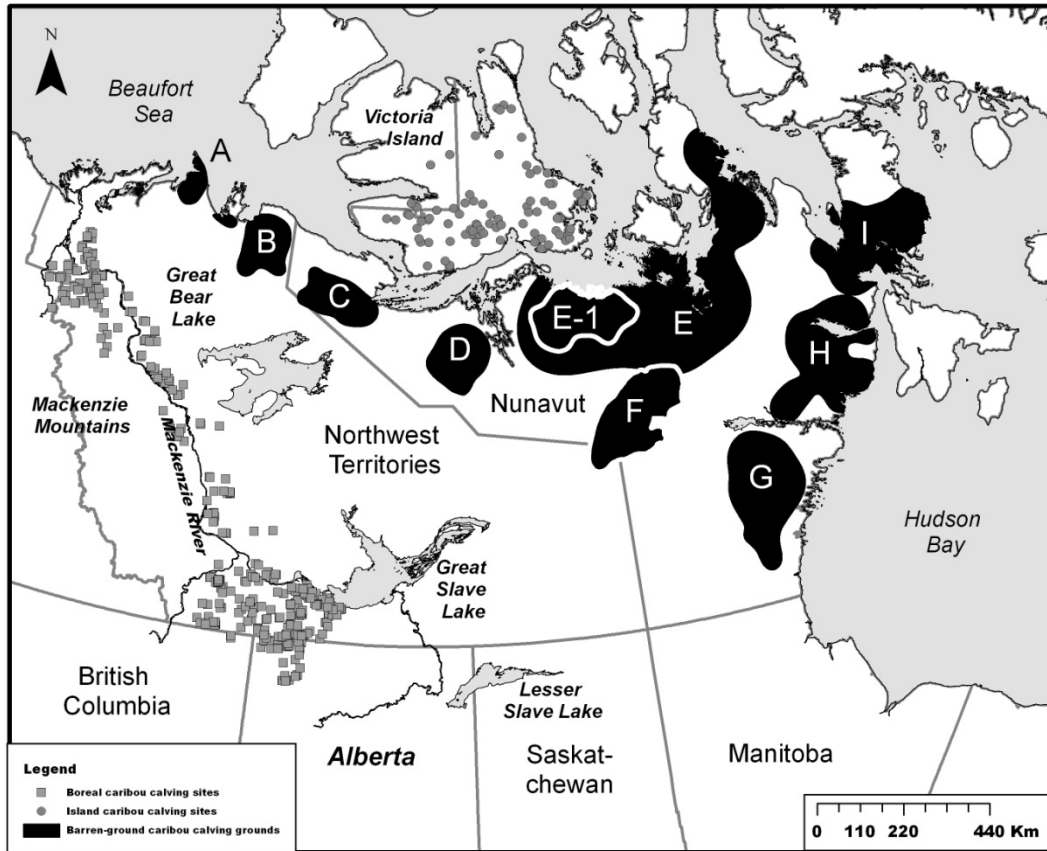 N
Beaufort
Sea
Victoria
Island
A
B
C
D
E-1
E
F
G
H
I
Great
Bear
Lake
Mackenzie
Mountains
Mackenzie River
Northwest
Territories
Nunavut
Great
Slave
Lake
Hudson
Bay
British
Columbia
Lesser
Slave Lake
Alberta
Saskat-
chewan
Manitoba
Legend
Boreal caribou calving sites
Island caribou calving sites
Barren-ground caribou calving grounds
0 110 220 440 Km